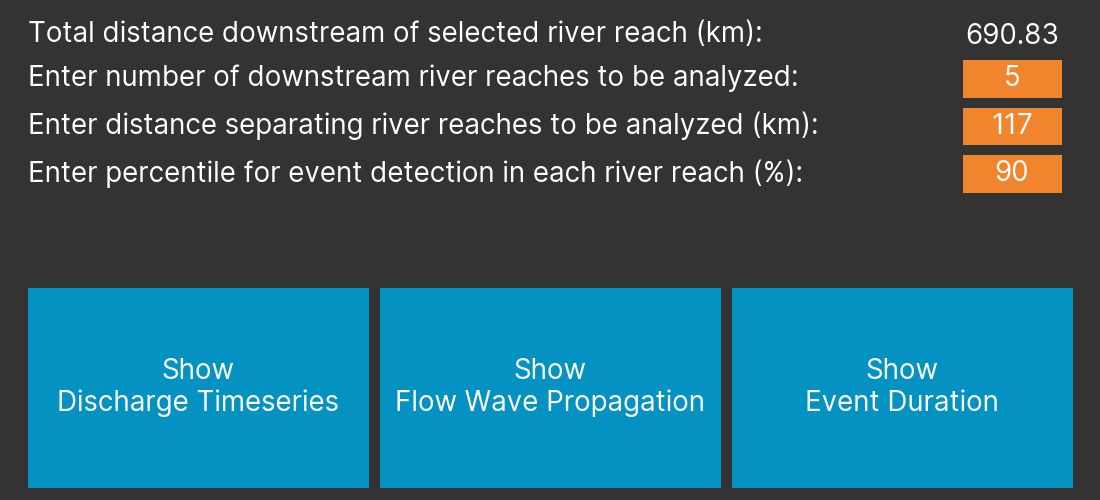 Total distance downstream of selected river reach (km): 690.83
Enter number of downstream river reaches to be analyzed: 5
Enter distance separating river reaches to be analyzed (km): 117
Enter percentile for event detection in each river reach (%): 90
Show
Discharge Timeseries
Show
Flow Wave Propagation
Show
Event Duration